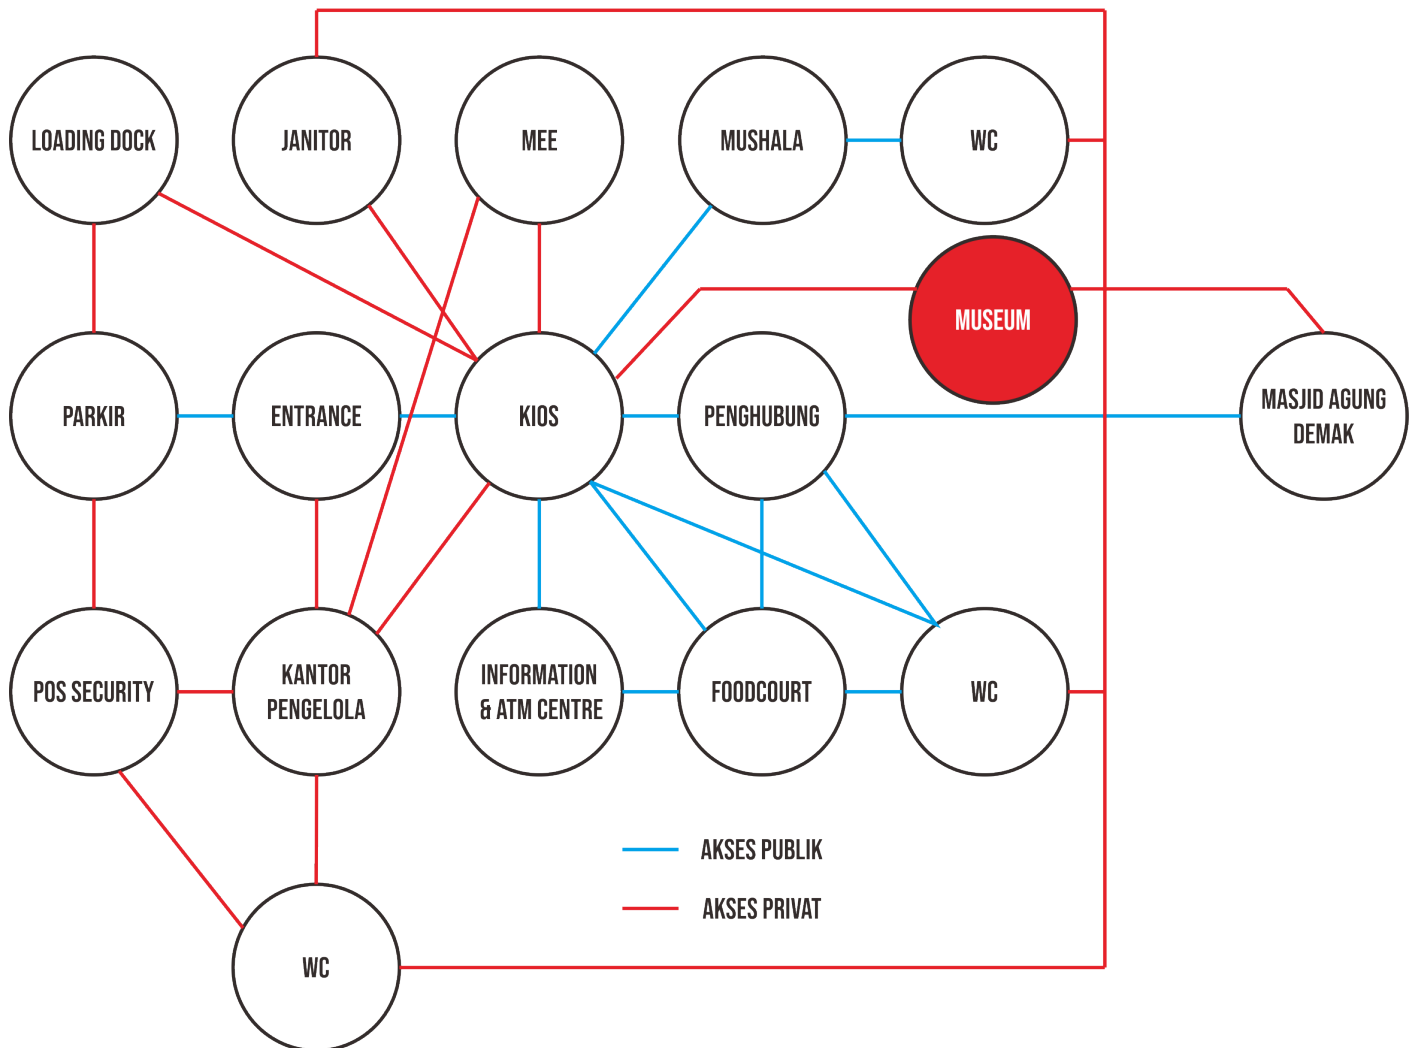 LOADING DOCK
JANITOR
MEE
MUSHALA
WC
MUSEUM
PARKIR
ENTRANCE
KIOS
PENGHUBUNG
MASJID AGUNG
DEMAK
POS SECURITY
KANTOR
PENGELOLA
INFORMATION
& ATM CENTRE
FOODCOURT
WC
AKSES PUBLIK
AKSES PRIVAT
WC